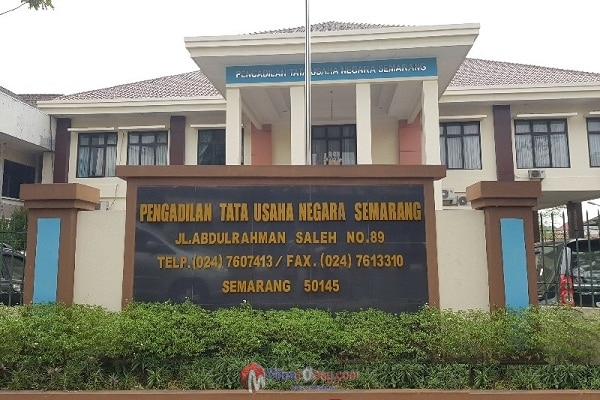 PENGADILAN TATA USAHA NEGARA SEMARANG
PENGADILAN TATA USAHA NEGARA SEMARANG
JL.ABDULRAHMAN SALEH NO.89
TELP.(024) 7607413 / FAX.(024) 7613310
SEMARANG 50145